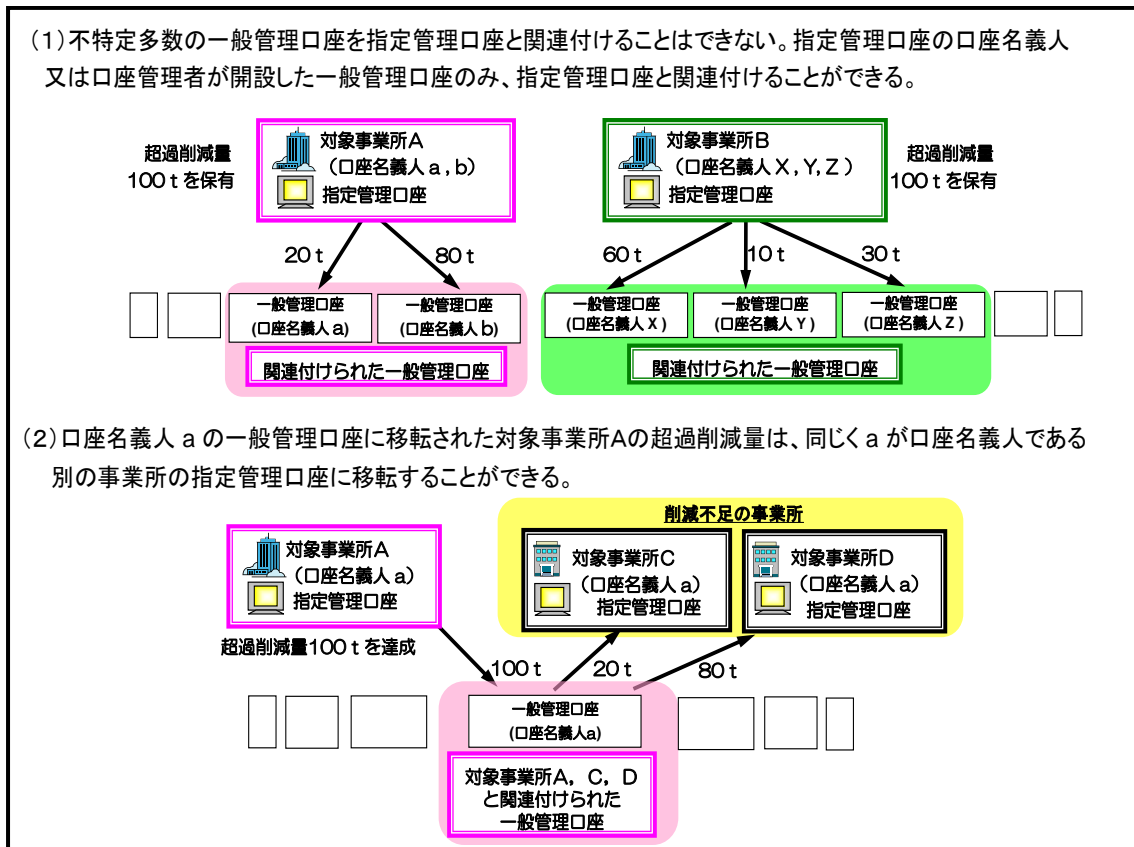 (1)不特定多数の一般管理口座を指定管理口座と関連付けることはできない。指定管理口座の口座名義人
又は口座管理者が開設した一般管理口座のみ、指定管理口座と関連付けることができる。
超過削減量
100tを保有
対象事業所A
(口座名義人a,b)
指定管理口座
対象事業所B
(口座名義人X,Y,Z)
指定管理口座
超過削減量
100tを保有
20t
80t
60t
10t
30t
一般管理口座
(口座名義人a)
一般管理口座
(口座名義人b)
一般管理口座
(口座名義人X)
一般管理口座
(口座名義人Y)
一般管理口座
(口座名義人Z)
関連付けられた一般管理口座
関連付けられた一般管理口座
(2)口座名義人aの一般管理口座に移転された対象事業所Aの超過削減量は、同じくaが口座名義人である
別の事業所の指定管理口座に移転することができる。
削減不足の事業所
対象事業所A
(口座名義人a)
指定管理口座
対象事業所C
(口座名義人a)
指定管理口座
対象事業所D
(口座名義人a)
指定管理口座
超過削減量100tを達成
100t
20t
80t
一般管理口座
(口座名義人a)
対象事業所A,C,D
と関連付けられた
一般管理口座